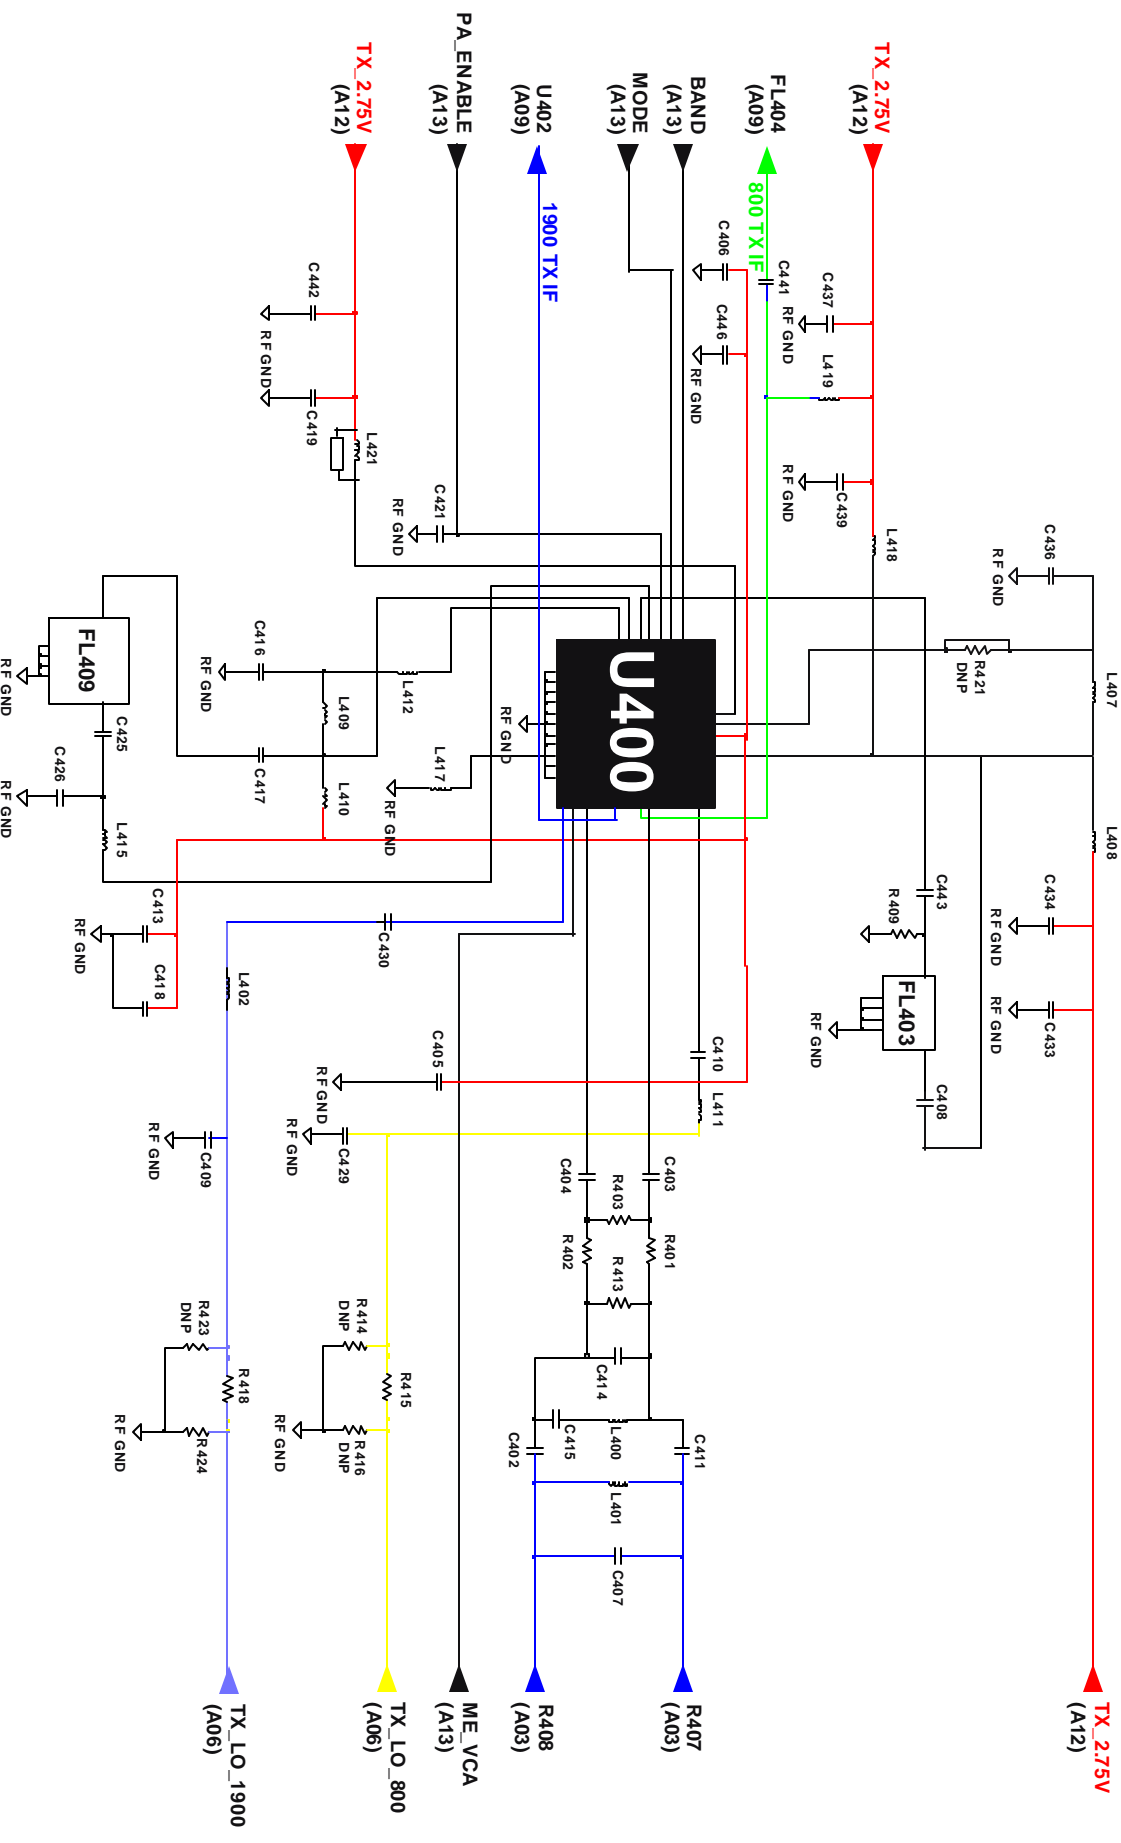 TX_2.75V
(A12)
TX_2.75V
(A12)
C436
RF GND
R421
DNP
L407
L408
C434
RF GND
C433
RF GND
C437
RF GND
L419
C439
RF GND
L418
C443
R409
FL403
RF GND
C408
FL404
(A09)
800 TX IF
C441
C406
C446
RF GND
BAND
(A13)
MODE
(A13)
U402
(A09)
1900 TX IF
U400
RF GND
C410
L411
C403
C404
R403
R401
R402
R413
C414
C415
L400
C411
C402
L401
C407
R407
(A03)
R408
(A03)
PA_ENABLE
(A13)
C421
RF GND
L417
RF GND
ME_VCA
(A13)
TX_2.75V
(A12)
C442
RF GND
C419
L421
C416
RF GND
L412
L409
L410
C417
C430
C405
RF GND
C429
RF GND
R414
DNP
R415
R416
DNP
RF GND
TX_LO_800
(A06)
FL409
RF GND
C425
C426
RF GND
L415
C413
RF GND
C418
L402
C409
RF GND
R423
DNP
R418
R424
RF GND
TX_LO_1900
(A06)